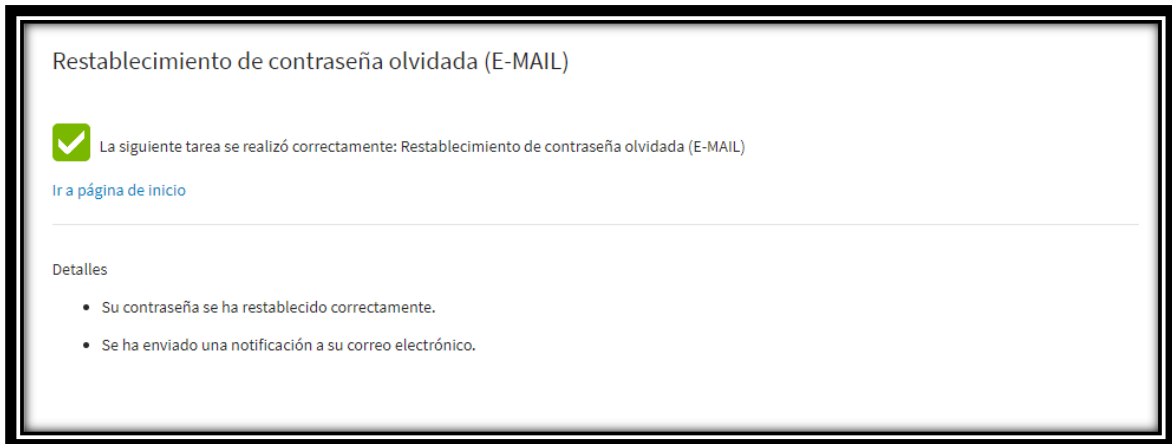 Restablecimiento de contraseña olvidada (E-MAIL)
La siguiente tarea se realizó correctamente: Restablecimiento de contraseña olvidada (E-MAIL)
Ir a página de inicio
Detalles
• Su contraseña se ha restablecido correctamente.
• Se ha enviado una notificación a su correo electrónico.